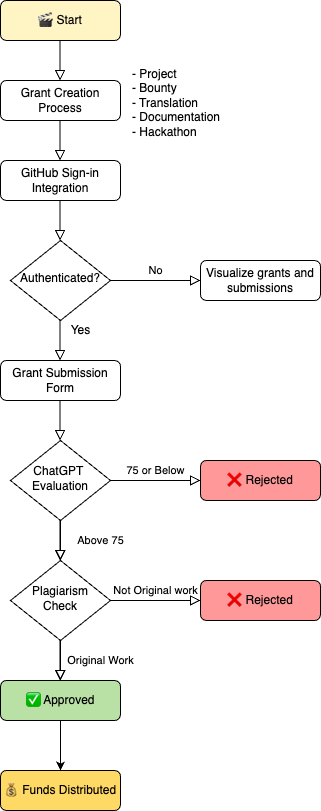 🎬 Start
Grant Creation
Process
- Project
- Bounty
- Translation
- Documentation
- Hackathon
GitHub Sign-in
Integration
Authenticated?
No
Visualize grants and
submissions
Yes
Grant Submission
Form
ChatGPT
Evaluation
75 or Below
❌ Rejected
Above 75
Plagiarism
Check
Not Original work
❌ Rejected
Original Work
✅ Approved
💰 Funds Distributed